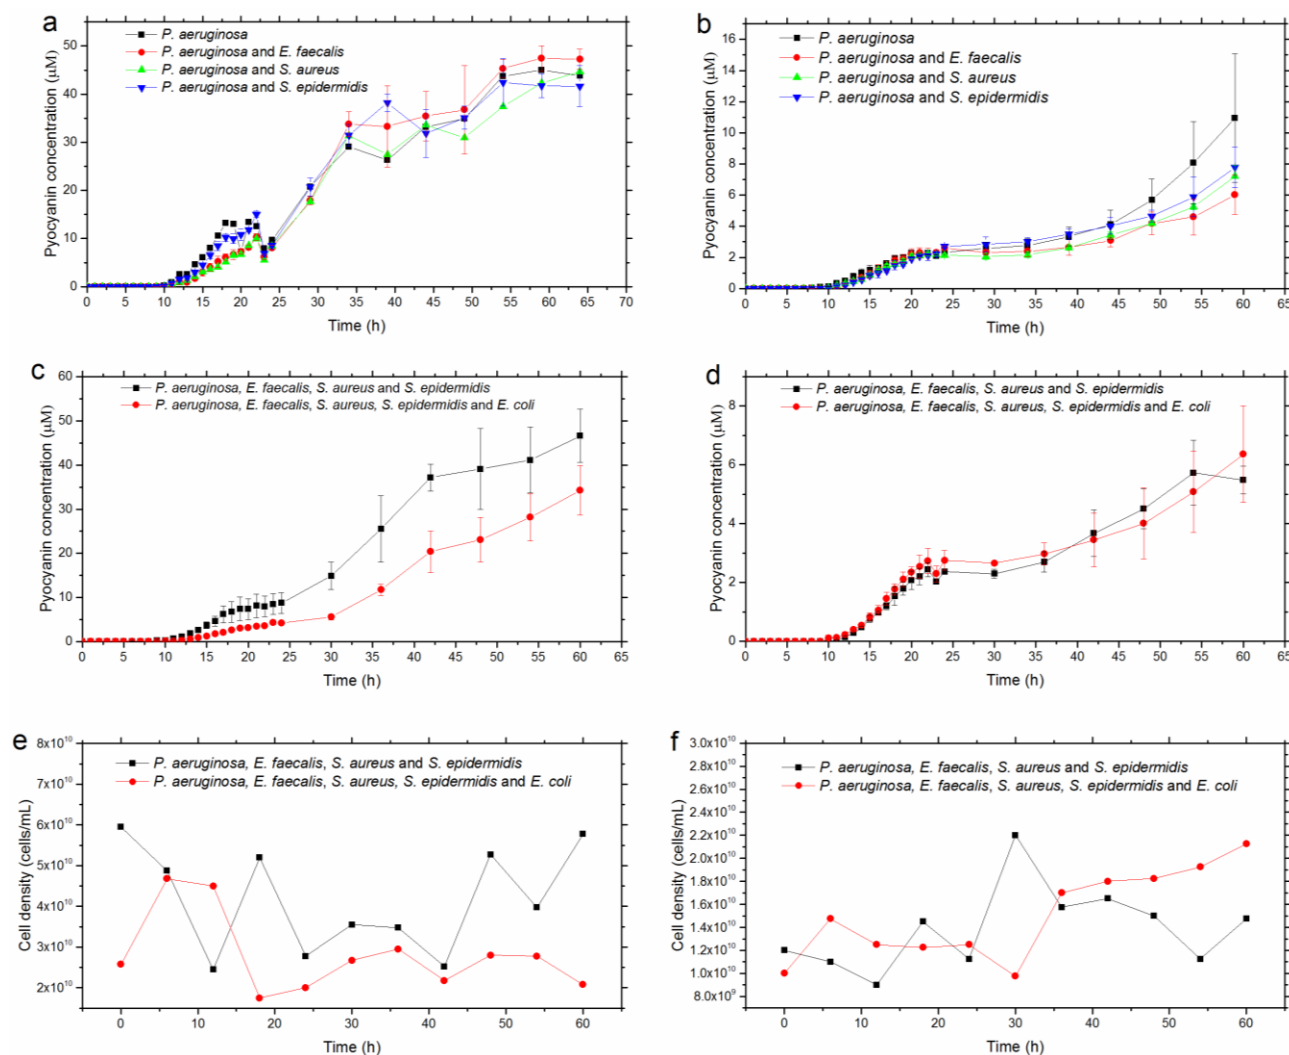 a
P. aeruginosa
P. aeruginosa and E. faecalis
P. aeruginosa and S. aureus
P. aeruginosa and S. epidermidis
Pyocyanin concentration (µM)
50
40
30
20
10
0
0 5 10 15 20 25 30 35 40 45 50 55 60 65 70
Time (h)
b
P. aeruginosa
P. aeruginosa and E. faecalis
P. aeruginosa and S. aureus
P. aeruginosa and S. epidermidis
Pyocyanin concentration (µM)
16
14
12
10
8
6
4
2
0
0 5 10 15 20 25 30 35 40 45 50 55 60 65
Time (h)
c
P. aeruginosa, E. faecalis, S. aureus and S. epidermidis
P. aeruginosa, E. faecalis, S. aureus, S. epidermidis and E. coli
Pyocyanin concentration (µM)
60
50
40
30
20
10
0
0 5 10 15 20 25 30 35 40 45 50 55 60 65
Time (h)
d
P. aeruginosa, E. faecalis, S. aureus and S. epidermidis
P. aeruginosa, E. faecalis, S. aureus, S. epidermidis and E. coli
Pyocyanin concentration (µM)
8
6
4
2
0
0 5 10 15 20 25 30 35 40 45 50 55 60 65
Time (h)
e
P. aeruginosa, E. faecalis, S. aureus and S. epidermidis
P. aeruginosa, E. faecalis, S. aureus, S. epidermidis and E. coli
Cell density (cells/mL)
8x10¹⁰
7x10¹⁰
6x10¹⁰
5x10¹⁰
4x10¹⁰
3x10¹⁰
2x10¹⁰
0 10 20 30 40 50 60
Time (h)
f
P. aeruginosa, E. faecalis, S. aureus and S. epidermidis
P. aeruginosa, E. faecalis, S. aureus, S. epidermidis and E. coli
Cell density (cells/mL)
3.0x10¹⁰
2.8x10¹⁰
2.6x10¹⁰
2.4x10¹⁰
2.2x10¹⁰
2.0x10¹⁰
1.8x10¹⁰
1.6x10¹⁰
1.4x10¹⁰
1.2x10¹⁰
1.0x10¹⁰
8.0x10⁹
0 10 20 30 40 50 60
Time (h)